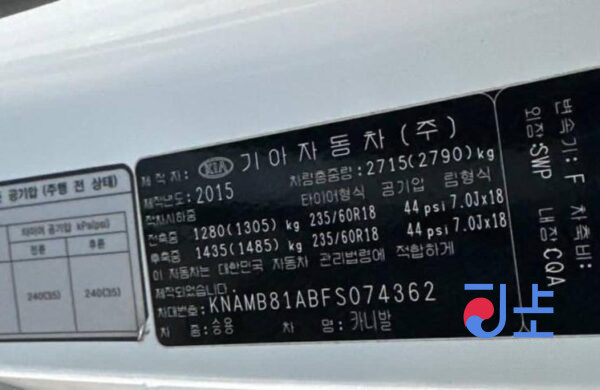 공기압 (주행 전 상태)
타이어 공기압 kPa(psi)
전륜 후륜
240(35) 240(35)
제작자: KIA 기아자동차(주)
제작년도: 2015 차량총중량: 2715(2790)kg
적차시하중 타이어형식 공기압 림형식
전축중 1280(1305) kg 235/60R18 44 psi 7.0Jx18
후축중 1435(1485) kg 235/60R18 44 psi 7.0Jx18
이 자동차는 대한민국 자동차 관리법령에 적합하게
제작되었습니다.
차대번호: KNAMB81ABFS074362
차 종: 승용 차 명: 카니발
변속기: F 차축비:
외장:SWP 내장:CQA